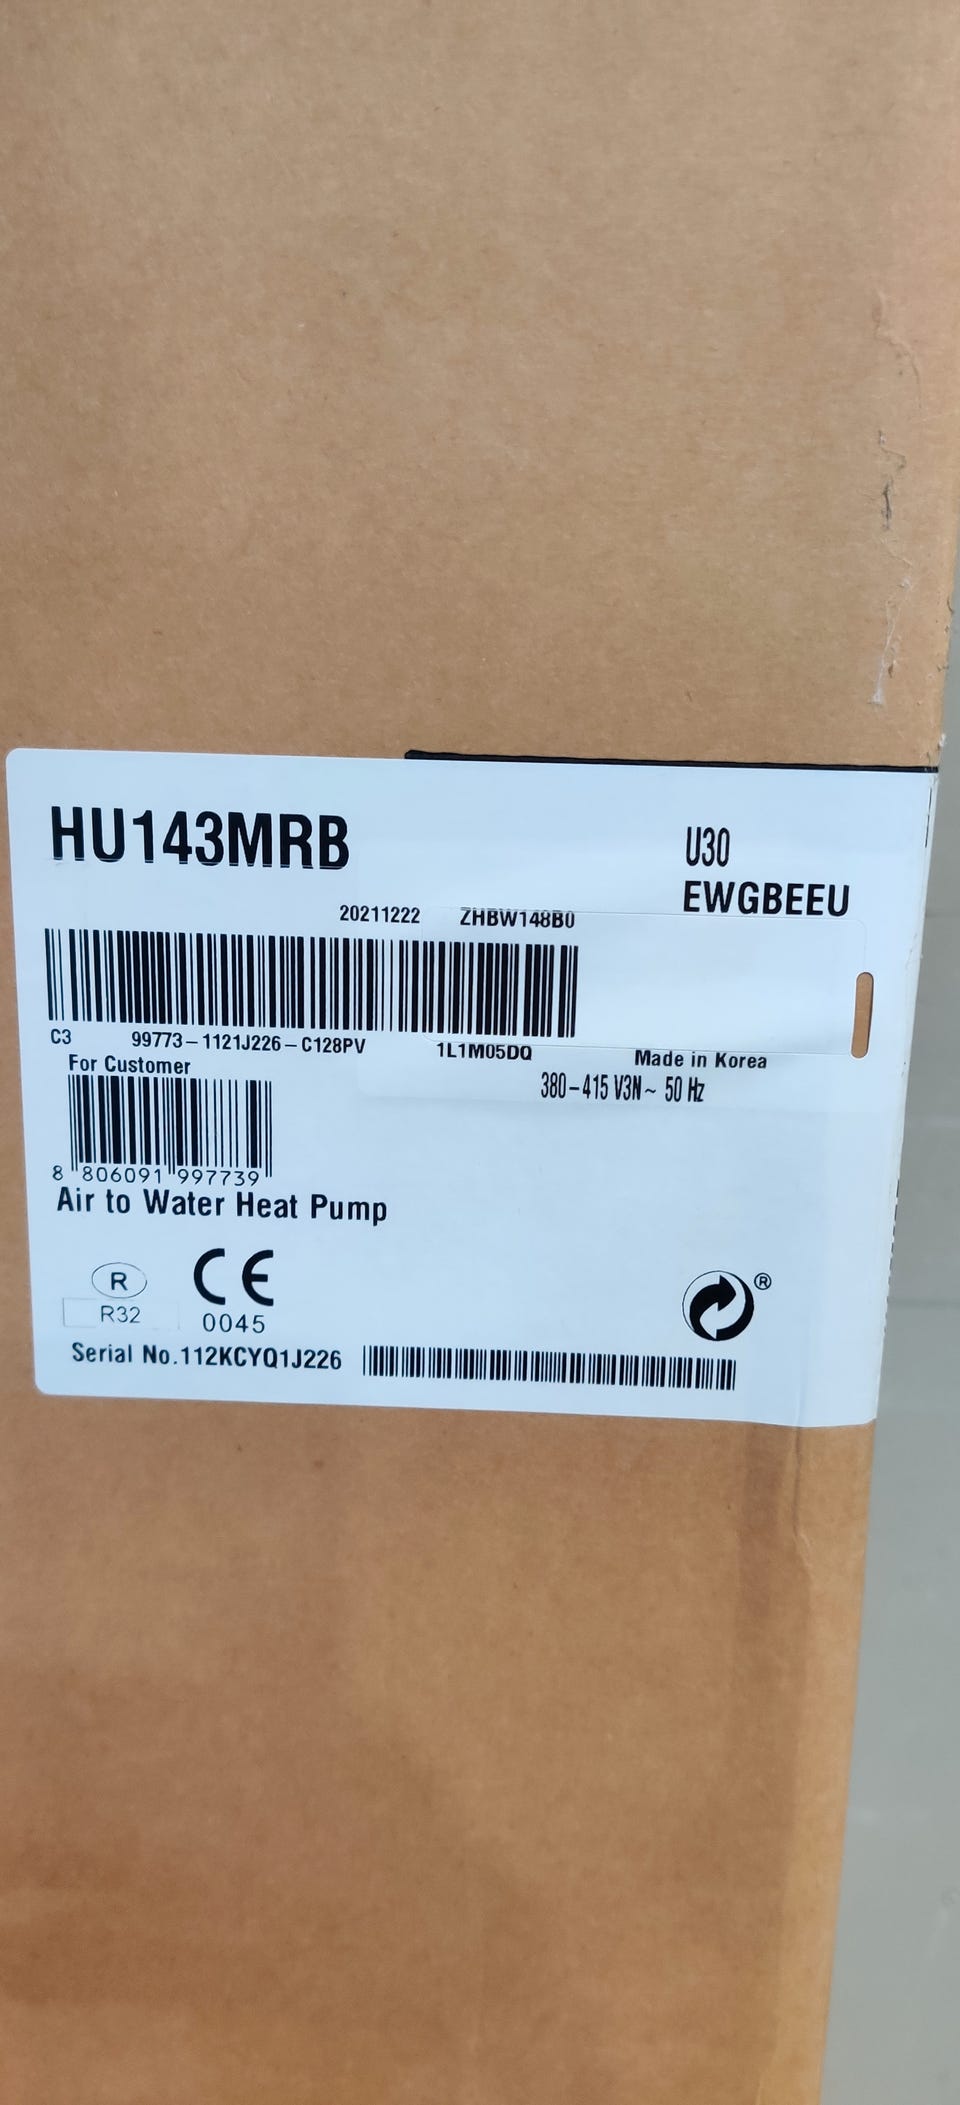 HU143MRB
U30
EWGBEEU
20211222 ZHBW148B0
C3 99773-1121J226-C128PV 1L1M05DQ Made in Korea
For Customer
380-415 V3N~ 50 Hz
8 806091 997739
Air to Water Heat Pump
R
CE
®
R32
0045
Serial No.112KCYQ1J226